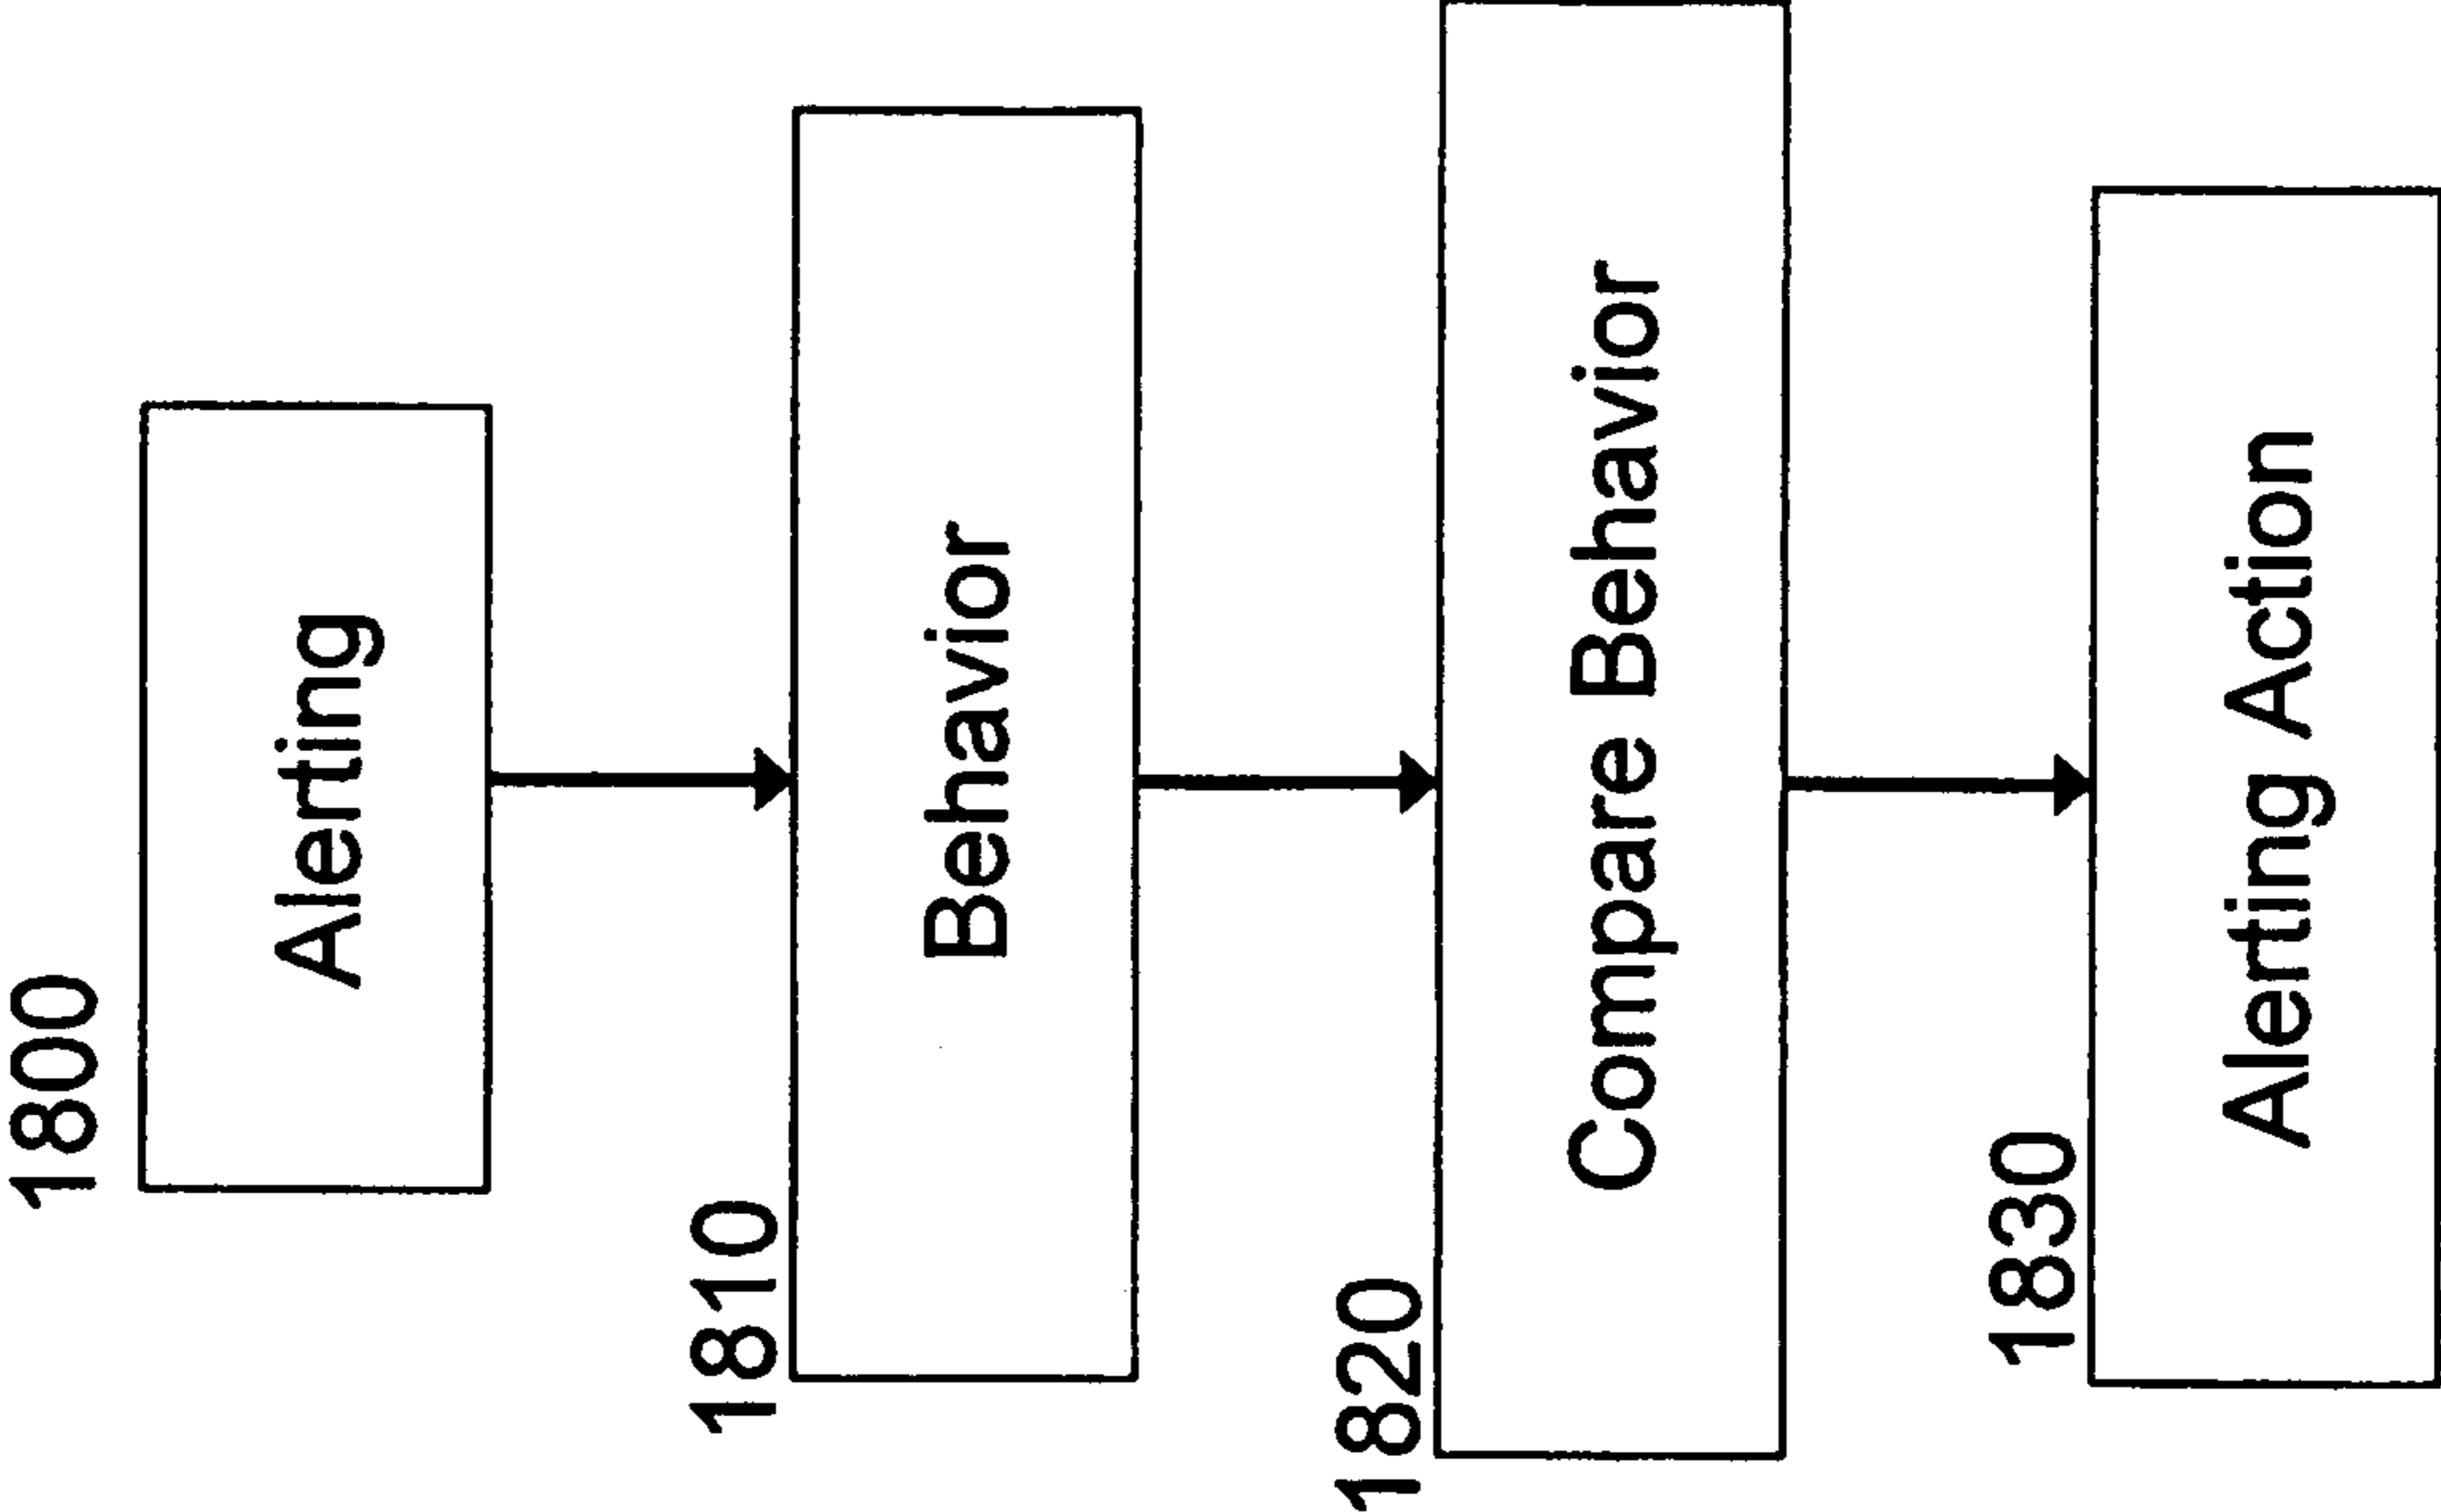 1800
Alerting
1810
Behavior
1820
Compare Behavior
1830
Alerting Action